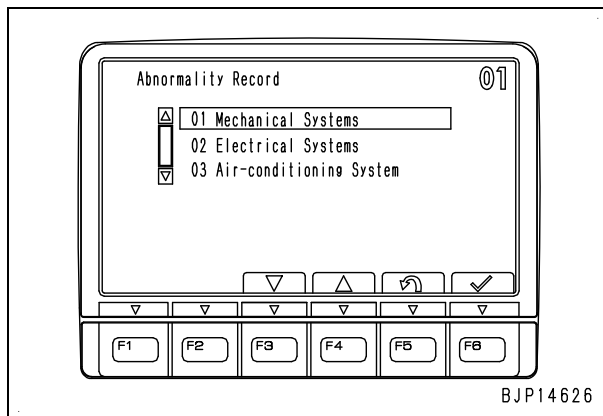 Abnormality Record 01
01 Mechanical Systems
02 Electrical Systems
03 Air-conditioning System
F1 F2 F3 F4 F5 F6
BJP14626